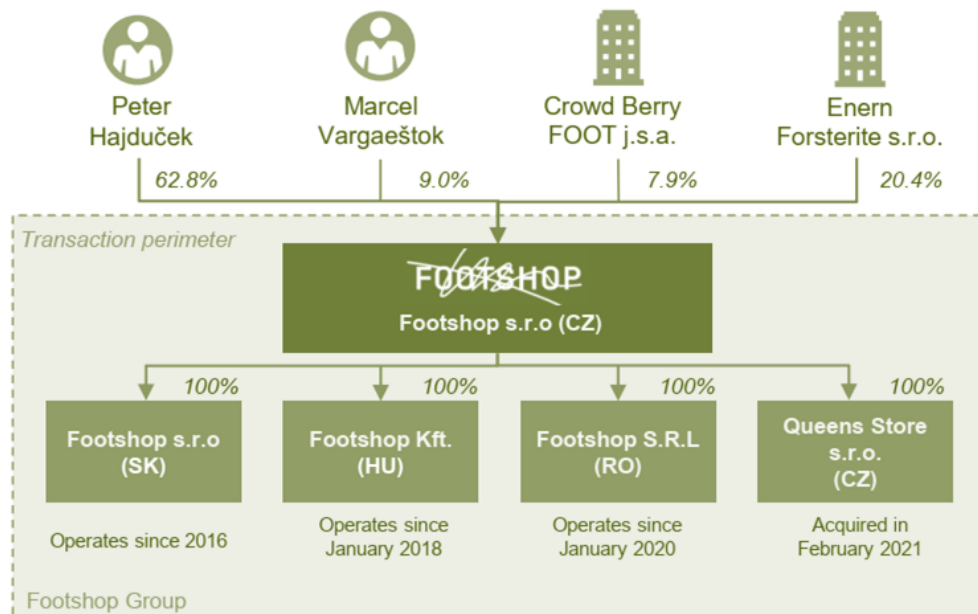 Peter
Hajduček
Marcel
Vargaeštok
Crowd Berry
FOOT j.s.a.
Enern
Forsterite s.r.o.
62.8%
9.0%
7.9%
20.4%
Transaction perimeter
FOOTSHOP
Footshop s.r.o (CZ)
100%
100%
100%
100%
Footshop s.r.o
(SK)
Footshop Kft.
(HU)
Footshop S.R.L
(RO)
Queens Store
s.r.o.
(CZ)
Operates since 2016
Operates since
January 2018
Operates since
January 2020
Acquired in
February 2021
Footshop Group